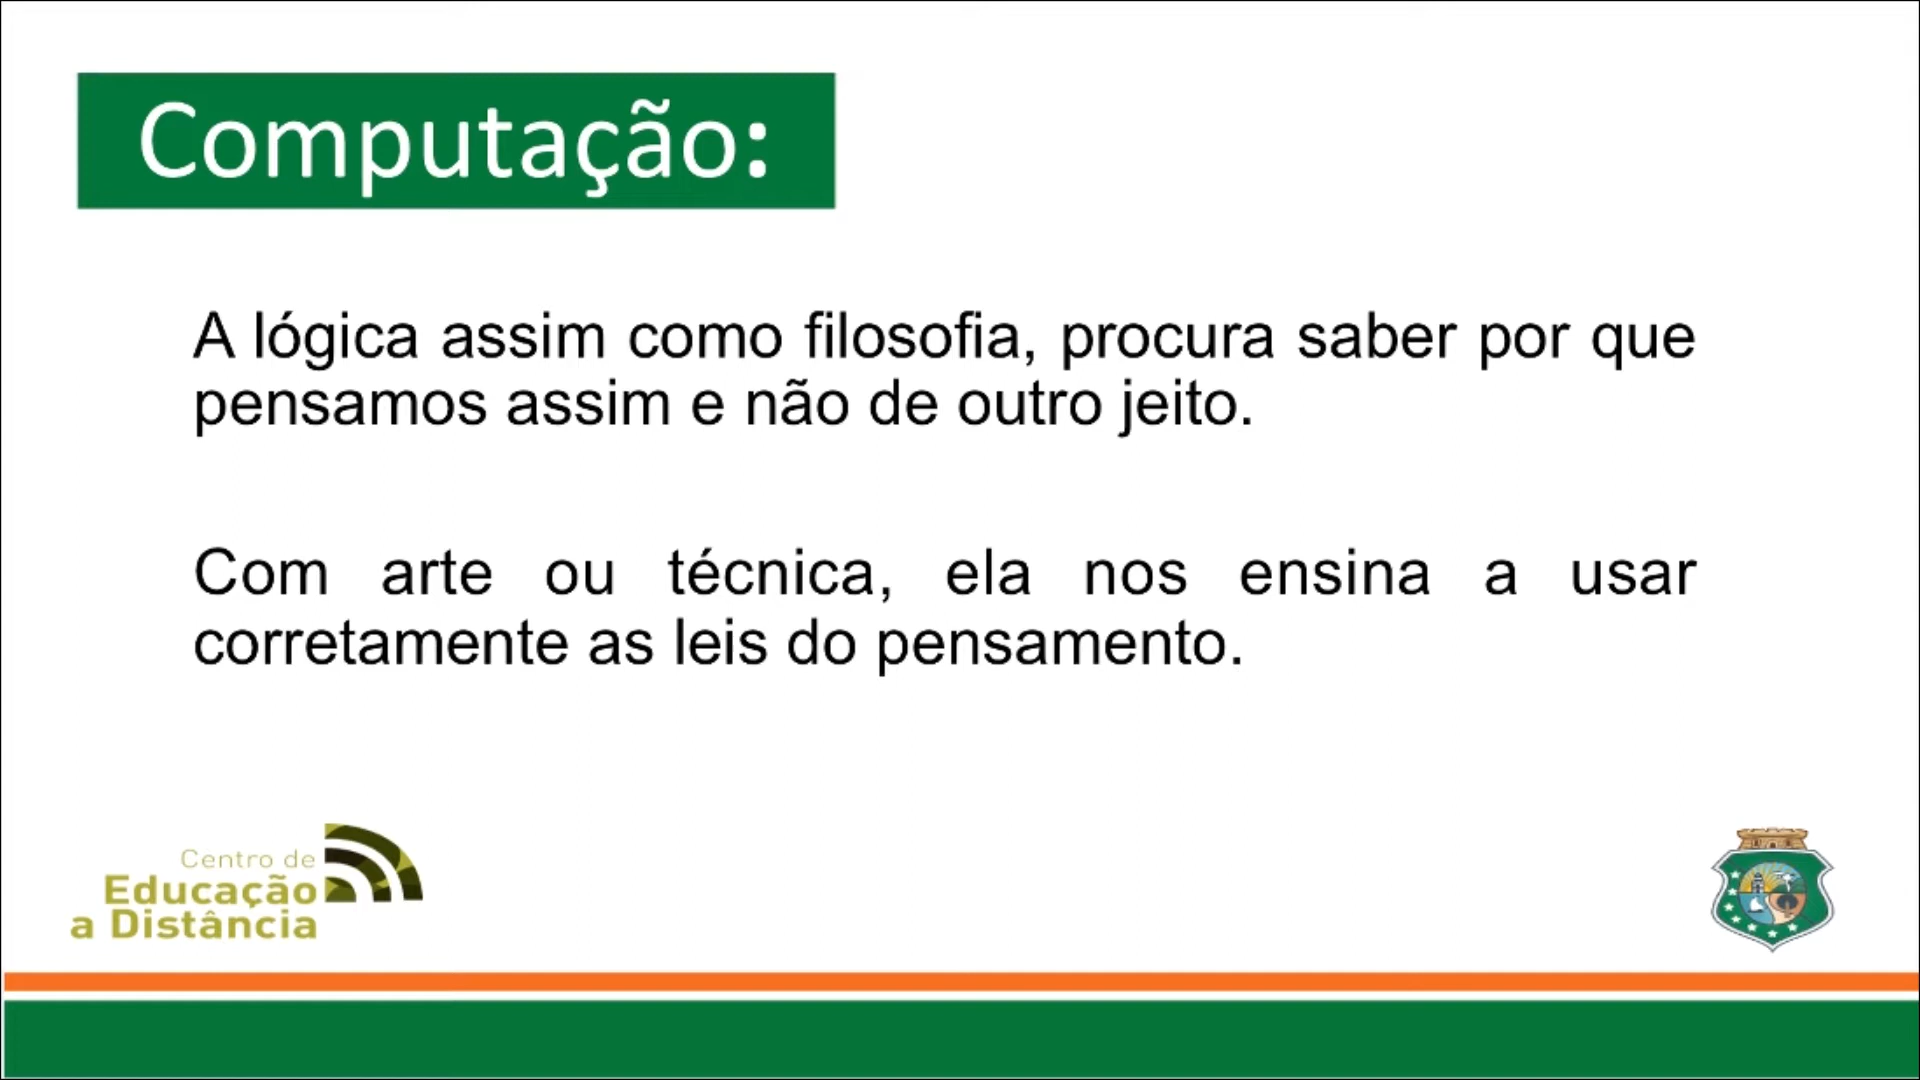 Computação:
A lógica assim como filosofia, procura saber por que
pensamos assim e não de outro jeito.
Com arte ou técnica, ela nos ensina a usar
corretamente as leis do pensamento.
Centro de
Educação
a Distância